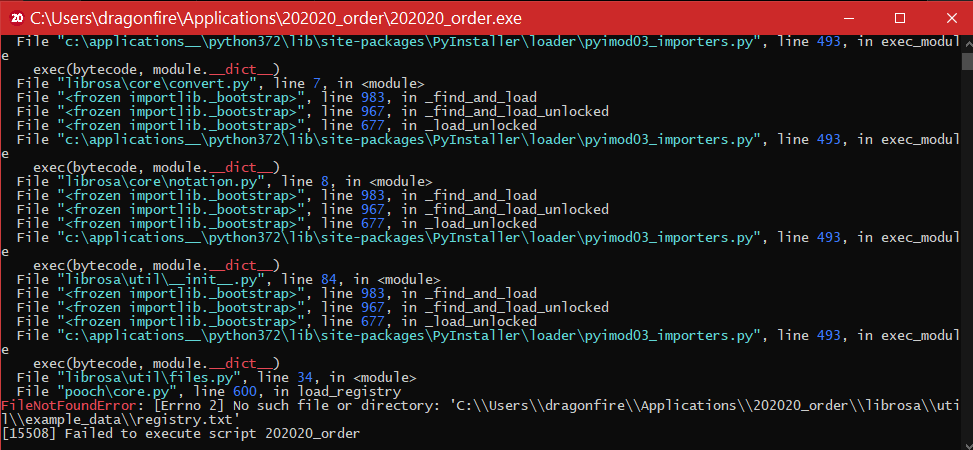 20 C:\Users\dragonfire\Applications\202020_order\202020_order.exe
  File "c:\applications__\python372\lib\site-packages\PyInstaller\loader\pyimod03_importers.py", line 493, in exec_modul
e
    exec(bytecode, module.__dict__)
  File "librosa\core\convert.py", line 7, in <module>
  File "<frozen importlib._bootstrap>", line 983, in _find_and_load
  File "<frozen importlib._bootstrap>", line 967, in _find_and_load_unlocked
  File "<frozen importlib._bootstrap>", line 677, in _load_unlocked
  File "c:\applications__\python372\lib\site-packages\PyInstaller\loader\pyimod03_importers.py", line 493, in exec_modul
e
    exec(bytecode, module.__dict__)
  File "librosa\core\notation.py", line 8, in <module>
  File "<frozen importlib._bootstrap>", line 983, in _find_and_load
  File "<frozen importlib._bootstrap>", line 967, in _find_and_load_unlocked
  File "<frozen importlib._bootstrap>", line 677, in _load_unlocked
  File "c:\applications__\python372\lib\site-packages\PyInstaller\loader\pyimod03_importers.py", line 493, in exec_modul
e
    exec(bytecode, module.__dict__)
  File "librosa\util\__init__.py", line 84, in <module>
  File "<frozen importlib._bootstrap>", line 983, in _find_and_load
  File "<frozen importlib._bootstrap>", line 967, in _find_and_load_unlocked
  File "<frozen importlib._bootstrap>", line 677, in _load_unlocked
  File "c:\applications__\python372\lib\site-packages\PyInstaller\loader\pyimod03_importers.py", line 493, in exec_modul
e
    exec(bytecode, module.__dict__)
  File "librosa\util\files.py", line 34, in <module>
  File "pooch\core.py", line 600, in load_registry
FileNotFoundError: [Errno 2] No such file or directory: 'C:\\Users\\dragonfire\\Applications\\202020_order\\librosa\\uti
l\\example_data\\registry.txt'
[15508] Failed to execute script 202020_order